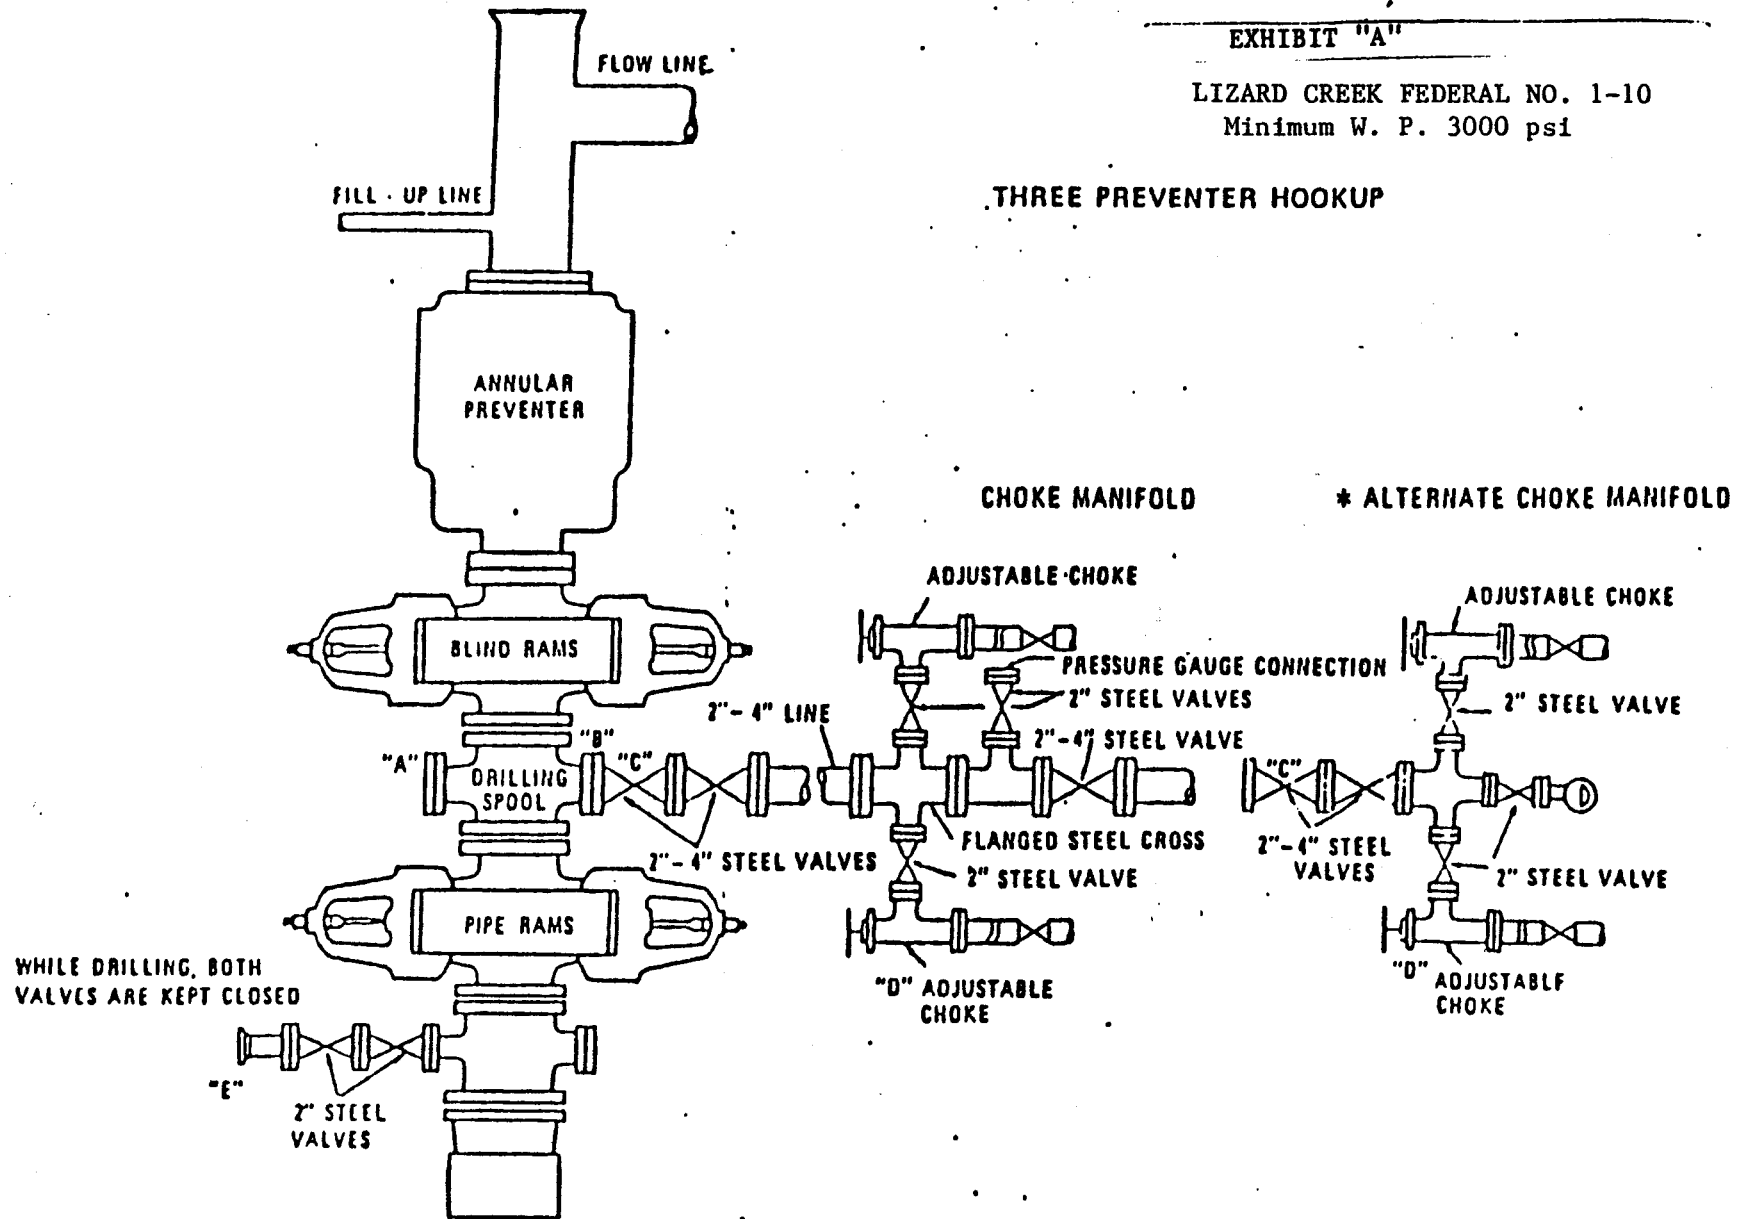 EXHIBIT "A"
LIZARD CREEK FEDERAL NO. 1-10
Minimum W. P. 3000 psi
THREE PREVENTER HOOKUP
FLOW LINE
FILL-UP LINE
ANNULAR
PREVENTER
BLIND RAMS
"A"
"B"
"C"
DRILLING
SPOOL
2"-4" LINE
2"-4" STEEL VALVES
PIPE RAMS
WHILE DRILLING, BOTH
VALVES ARE KEPT CLOSED
"E"
2" STEEL
VALVES
CHOKE MANIFOLD
ADJUSTABLE CHOKE
PRESSURE GAUGE CONNECTION
2" STEEL VALVES
2"-4" STEEL VALVE
FLANGED STEEL CROSS
2" STEEL VALVE
"D" ADJUSTABLE
CHOKE
* ALTERNATE CHOKE MANIFOLD
ADJUSTABLE CHOKE
2" STEEL VALVE
"C"
2"-4" STEEL
VALVES
2" STEEL VALVE
"D"
ADJUSTABLE
CHOKE